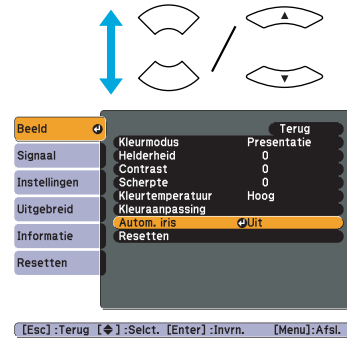 Terug
Beeld
Signaal
Instellingen
Uitgebreid
Informatie
Resetten
Kleurmodus Presentatie
Helderheid 0
Contrast 0
Scherpte 0
Kleurtemperatuur Hoog
Kleuraanpassing
Autom. iris Uit
Resetten
[Esc] :Terug [◆] :Selct. [Enter] :Invrn. [Menu]:Afsl.